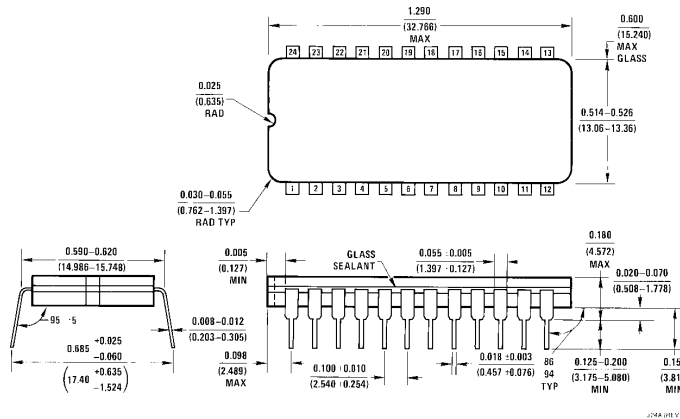 1.290
(32.766)
MAX
0.600
(15.240)
MAX
GLASS
24 23 22 21 20 19 18 17 16 15 14 13
0.025
(0.635)
RAD
0.514-0.526
(13.06-13.36)
0.030-0.055
(0.762-1.397)
RAD TYP
1 2 3 4 5 6 7 8 9 10 11 12
0.590-0.620
(14.986-15.748)
0.005
(0.127)
MIN
GLASS
SEALANT
0.055 ±0.005
(1.397 ±0.127)
0.180
(4.572)
MAX
0.020-0.070
(0.508-1.778)
95 ±5
0.008-0.012
(0.203-0.305)
0.685 +0.025 -0.060
(17.40 +0.635 -1.524)
0.098
(2.489)
MAX
0.100 ±0.010
(2.540 ±0.254)
0.018 ±0.003
(0.457 ±0.076)
86
94
TYP
0.125-0.200
(3.175-5.080)
MIN
0.15
(3.81
MIN